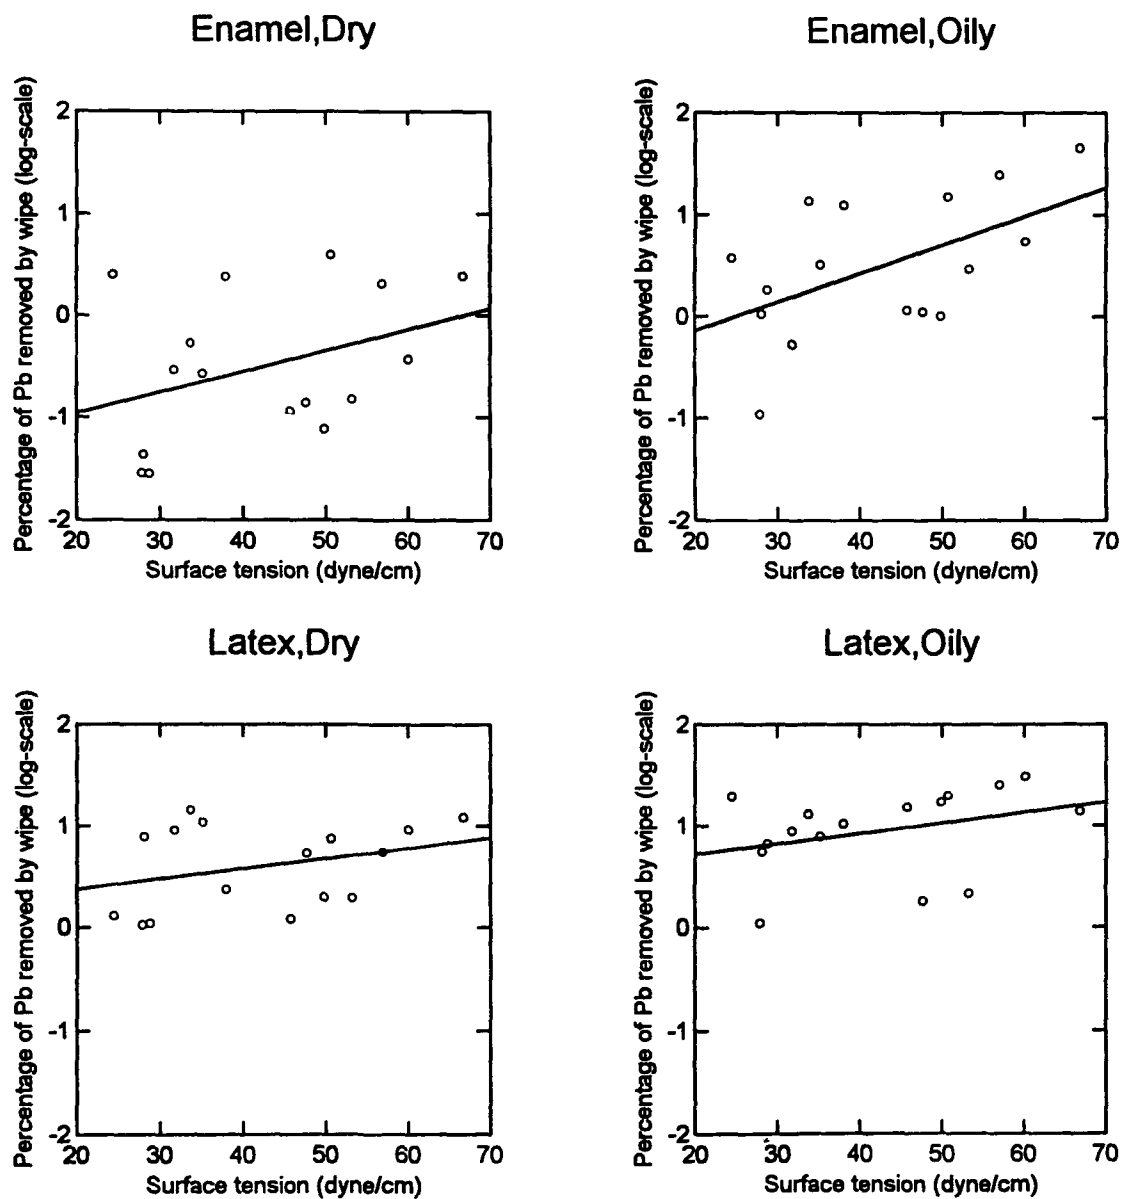 Enamel,Dry
Percentage of Pb removed by wipe (log-scale)
2
1
0
-1
-2
20 30 40 50 60 70
Surface tension (dyne/cm)
Enamel,Oily
Percentage of Pb removed by wipe (log-scale)
2
1
0
-1
-2
20 30 40 50 60 70
Surface tension (dyne/cm)
Latex,Dry
Percentage of Pb removed by wipe (log-scale)
2
1
0
-1
-2
20 30 40 50 60 70
Surface tension (dyne/cm)
Latex,Oily
Percentage of Pb removed by wipe (log-scale)
2
1
0
-1
-2
20 30 40 50 60 70
Surface tension (dyne/cm)